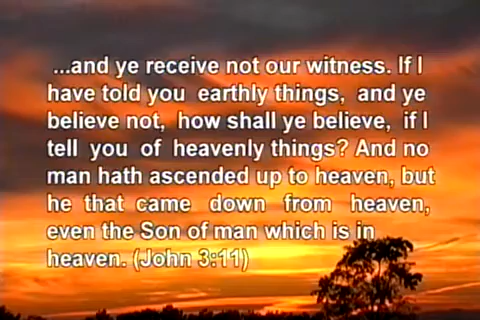 ...and ye receive not our witness. If I
have told you earthly things, and ye
believe not, how shall ye believe, if I
tell you of heavenly things? And no
man hath ascended up to heaven, but
he that came down from heaven,
even the Son of man which is in
heaven. (John 3:11)